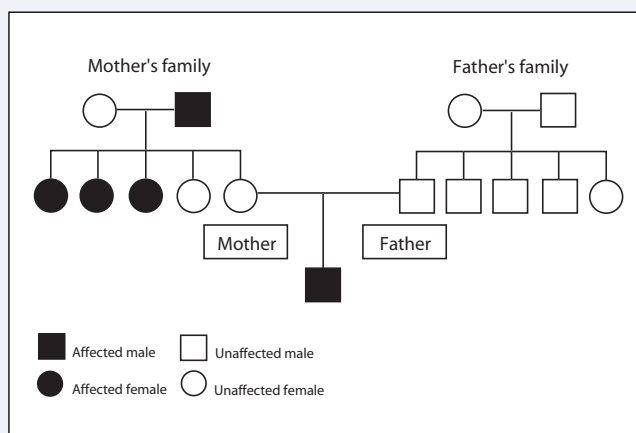 Mother's family
Father's family
Mother
Father
Affected male
Unaffected male
Affected female
Unaffected female